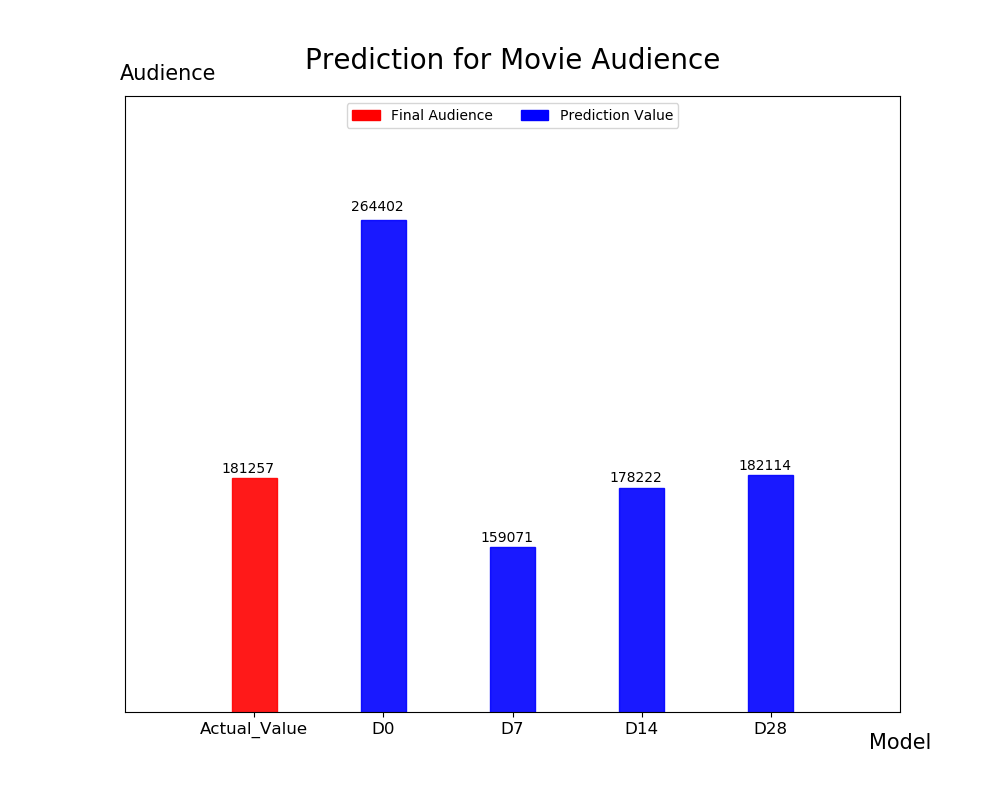 Prediction for Movie Audience
Audience
Final Audience
Prediction Value
264402
181257
182114
178222
159071
Actual_Value
D0
D7
D14
D28
Model